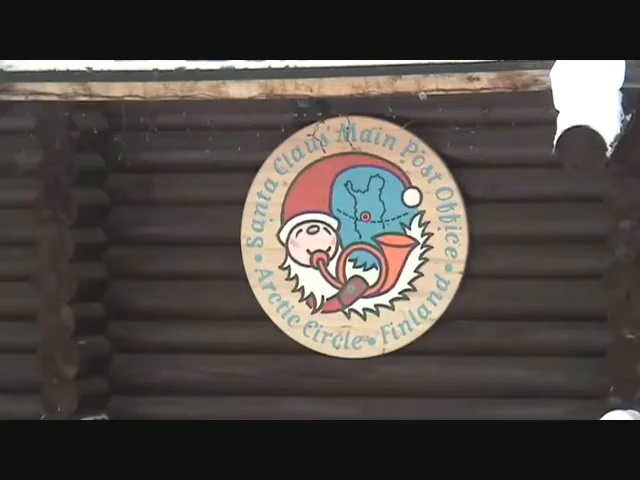 Santa Claus' Main Post Office
• Arctic Circle • Finland •